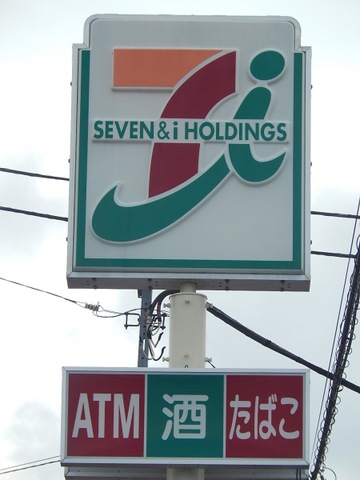 SEVEN & i HOLDINGS
ATM 酒 たばこ